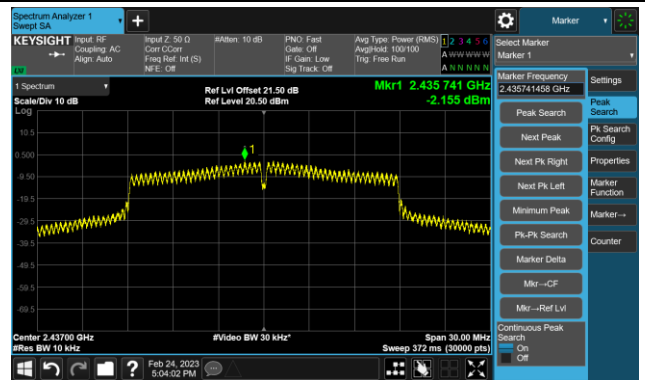 Spectrum Analyzer 1
Swept SA
+
Marker
KEYSIGHT
Input: RF
Coupling: AC
Align: Auto
Input Z: 50 Ω
Corr CCorr
Freq Ref: Int (S)
NFE: Off
#Atten: 10 dB
PNO: Fast
Gate: Off
IF Gain: Low
Sig Track: Off
Avg Type: Power (RMS)
Avg|Hold: 100/100
Trig: Free Run
1 2 3 4 5 6
A W W W W W
A N N N N N
Select Marker
Marker 1
1 Spectrum
Scale/Div 10 dB
Log
Ref Lvl Offset 21.50 dB
Ref Level 20.50 dBm
Mkr1 2.435 741 GHz
-2.155 dBm
10.5
0.500
-9.50
-19.5
-29.5
-39.5
-49.5
-59.5
-69.5
1
Center 2.43700 GHz
#Res BW 10 kHz
#Video BW 30 kHz*
Span 30.00 MHz
Sweep 372 ms (30000 pts)
Marker Frequency
2.435741458 GHz
Peak Search
Next Peak
Next Pk Right
Next Pk Left
Minimum Peak
Pk-Pk Search
Marker Delta
Mkr→CF
Mkr→Ref Lvl
Continuous Peak
Search
On
Off
Settings
Peak
Search
Pk Search
Config
Properties
Marker
Function
Marker→
Counter
?
Feb 24, 2023
5:04:02 PM